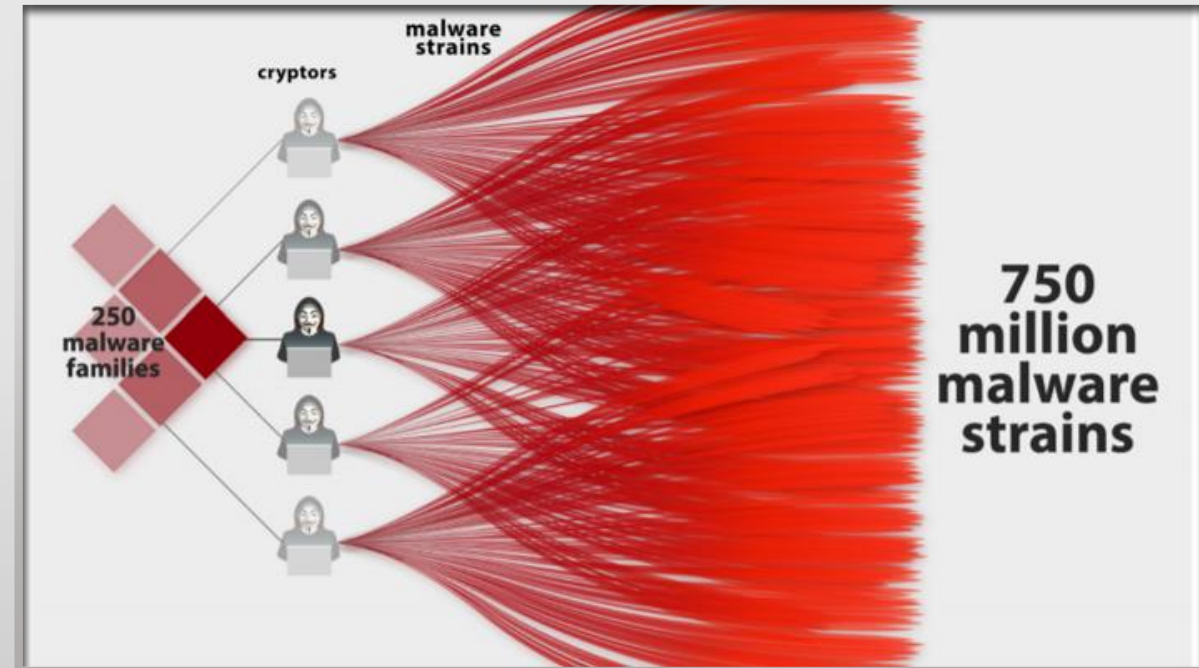 malware
strains
cryptors
250
malware
families
750
million
malware
strains